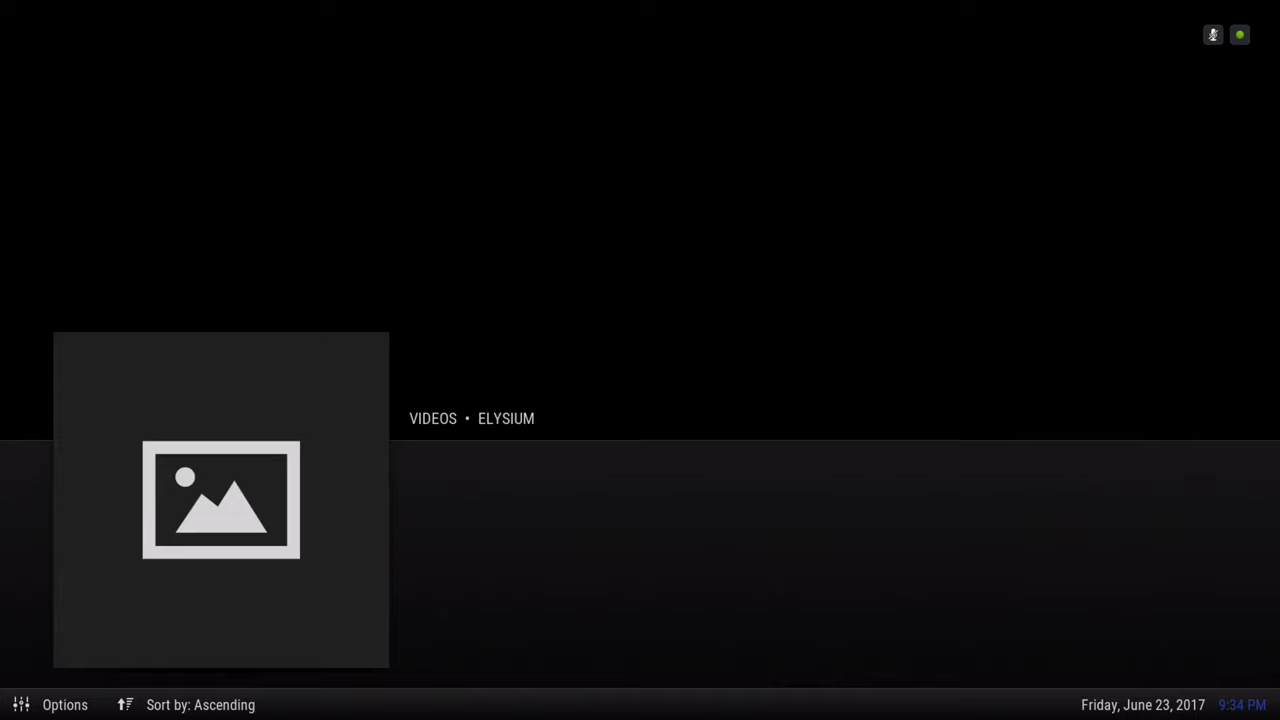 VIDEOS • ELYSIUM
Options Sort by: Ascending Friday, June 23, 2017 9:34 PM